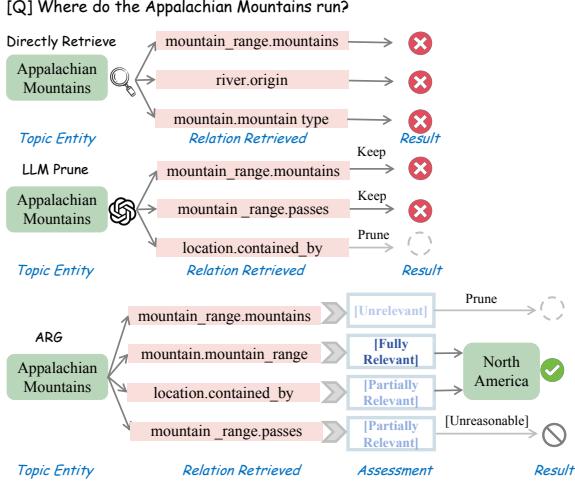 [Q] Where do the Appalachian Mountains run?
Directly Retrieve
Appalachian
Mountains
mountain_range.mountains
river.origin
mountain.mountain type
Topic Entity
Relation Retrieved
Result
LLM Prune
Appalachian
Mountains
mountain_range.mountains
Keep
mountain _range.passes
Keep
location.contained_by
Prune
Topic Entity
Relation Retrieved
Result
ARG
Appalachian
Mountains
mountain_range.mountains
[Unrelevant]
Prune
mountain.mountain_range
[Fully
Relevant]
location.contained_by
[Partially
Relevant]
North
America
mountain _range.passes
[Partially
Relevant]
[Unreasonable]
Topic Entity
Relation Retrieved
Assessment
Result